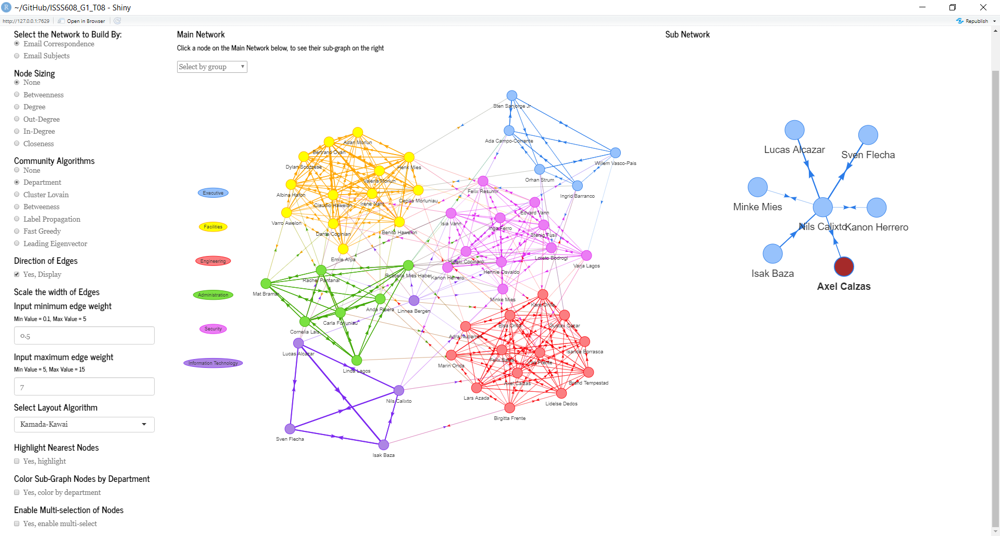 ~/GitHub/ISSS608_G1_T08 - Shiny
http://127.0.0.1:7629
Open in Browser
Republish
Select the Network to Build By:
Email Correspondence
Email Subjects
Node Sizing
None
Betweenness
Degree
Out-Degree
In-Degree
Closeness
Community Algorithms
None
Department
Cluster Lovain
Betweeness
Label Propagation
Fast Greedy
Leading Eigenvector
Direction of Edges
Yes, Display
Scale the width of Edges
Input minimum edge weight
Min Value = 0.1, Max Value = 5
0.5
Input maximum edge weight
Min Value = 5, Max Value = 15
7
Select Layout Algorithm
Kamada-Kawai
Highlight Nearest Nodes
Yes, highlight
Color Sub-Graph Nodes by Department
Yes, color by department
Enable Multi-selection of Nodes
Yes, enable multi-select
Main Network
Click a node on the Main Network below, to see their sub-graph on the right
Select by group
Executive
Facilities
Engineering
Administration
Security
Information Technology
Sten Sanjorge Jr
Ada Campo-Corrente
Willem Vasco-Pais
Orhan Strum
Ingrid Barranco
Adan Morlun
Bertrand Ovan
Dylan Scozzese
Henk Mies
Valeria Morlun
Albina Hafon
Claudio Hawelon
Irene Nant
Cecilia Morluniau
Varro Awelon
Dante Coginian
Benito Hawelon
Emile Arpa
Felix Resumir
Edvard Vann
Isia Vann
Inga Ferro
Stenig Fusil
Hideki Cocinaro
Loreto Bodrogi
Varja Lagos
Hennie Osvaldo
Kanon Herrero
Minke Mies
Ruscella Mies Haber
Rachel Pantanal
Mat Bramar
Anda Ribera
Linnea Bergen
Carla Forluniau
Cornelia Lais
Linda Lagos
Lucas Alcazar
Nils Calixto
Sven Flecha
Isak Baza
Kare Orilla
Elsa Orilla
Gustav Cazar
Adra Nubarron
Isande Borrasca
Felix Balas
Vira Frente
Marin Onda
Axel Calzas
Brand Tempestad
Lars Azada
Lidelse Dedos
Birgitta Frente
Sub Network
Lucas Alcazar
Sven Flecha
Minke Mies
Nils Calixto
Kanon Herrero
Isak Baza
Axel Calzas